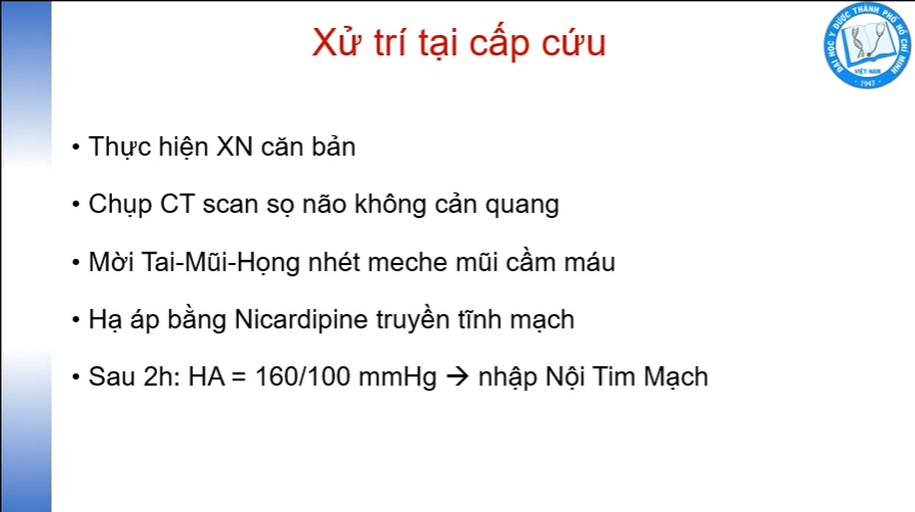 Xử trí tại cấp cứu
ĐẠI HỌC Y DƯỢC THÀNH PHỐ HỒ CHÍ MINH
VIỆT NAM
1947
• Thực hiện XN căn bản
• Chụp CT scan sọ não không cản quang
• Mời Tai-Mũi-Họng nhét meche mũi cầm máu
• Hạ áp bằng Nicardipine truyền tĩnh mạch
• Sau 2h: HA = 160/100 mmHg → nhập Nội Tim Mạch